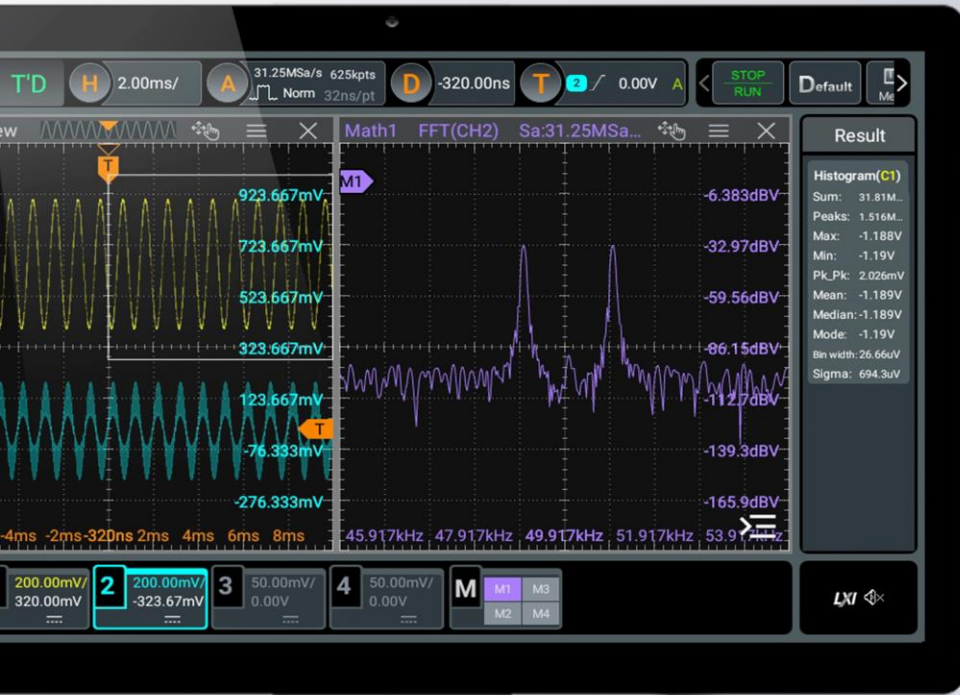 T'D H 2.00ms/ A 31.25MSa/s 625kpts D -320.00ns T 2 0.00V A STOP Default
Norm 32ns/pt RUN Me
ew Math1 FFT(CH2) Sa:31.25MSa... Result
T
M1
923.667mV -6.383dBV
723.667mV -32.97dBV
523.667mV -59.56dBV
323.667mV -86.15dBV
123.667mV -112.7dBV
T
-76.333mV -139.3dBV
-276.333mV -165.9dBV
-4ms -2ms -320ns 2ms 4ms 6ms 8ms 45.917kHz 47.917kHz 49.917kHz 51.917kHz 53.917kHz
Histogram(C1)
Sum: 31.81M...
Peaks: 1.516M...
Max: -1.188V
Min: -1.19V
Pk_Pk: 2.026mV
Mean: -1.189V
Median: -1.189V
Mode: -1.19V
Bin width: 26.66uV
Sigma: 694.3uV
200.00mV/ 2 200.00mV/ 3 50.00mV/ 4 50.00mV/ M M1 M3
320.00mV -323.67mV 0.00V 0.00V M2 M4
LXI